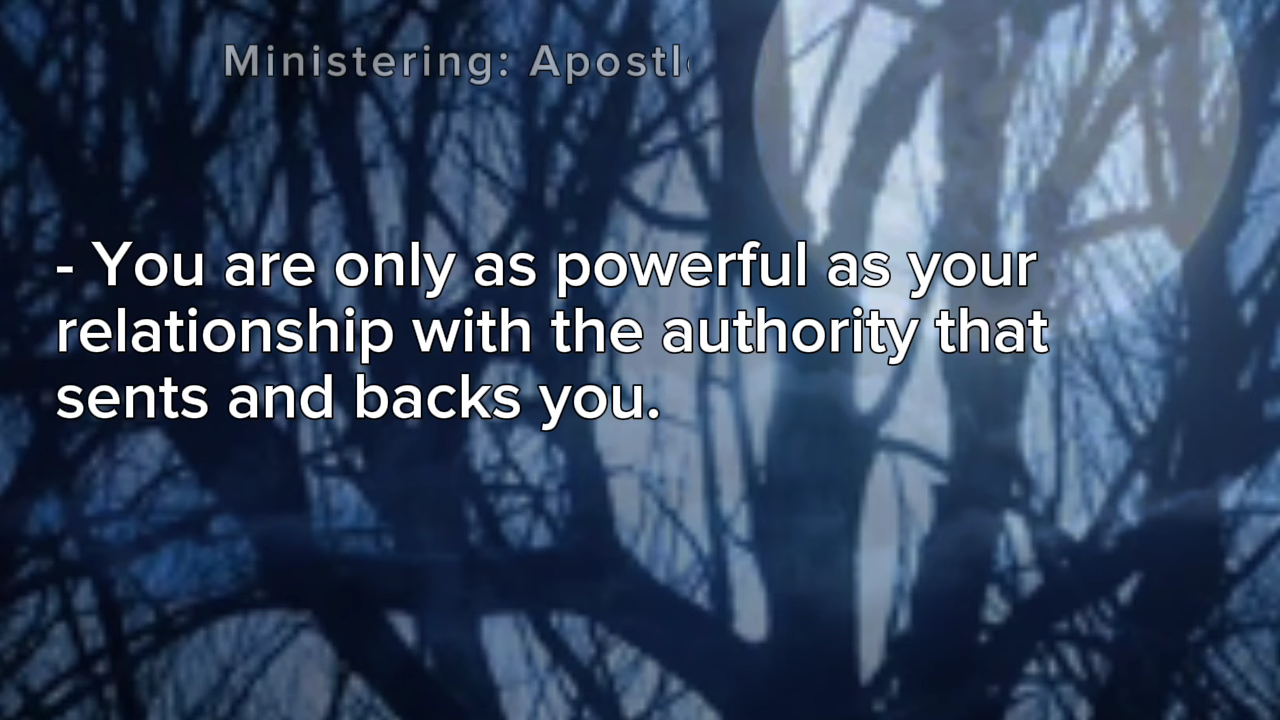 Ministering: Apostl
- You are only as powerful as your
relationship with the authority that
sents and backs you.